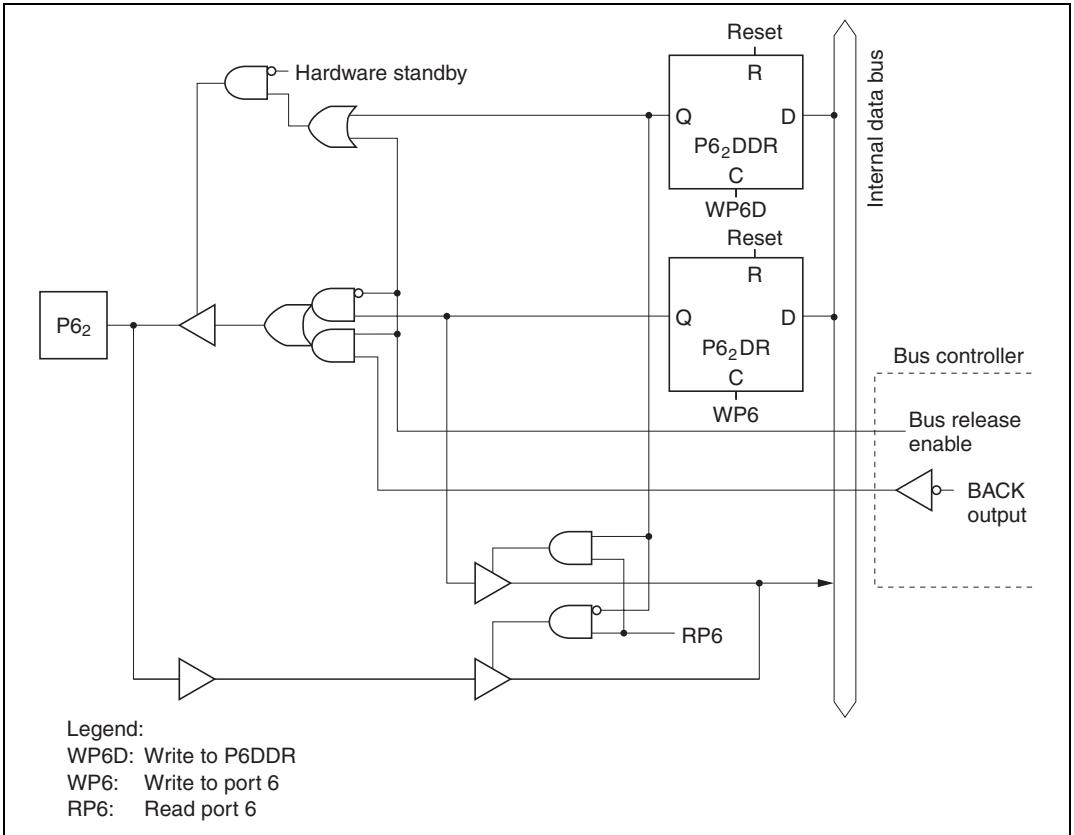 Reset
Hardware standby
R
Q
D
P6₂DDR
C
WP6D
Internal data bus
Reset
R
P6₂
Q
D
P6₂DR
C
WP6
Bus controller
Bus release
enable
BACK
output
RP6
Legend:
WP6D: Write to P6DDR
WP6: Write to port 6
RP6: Read port 6